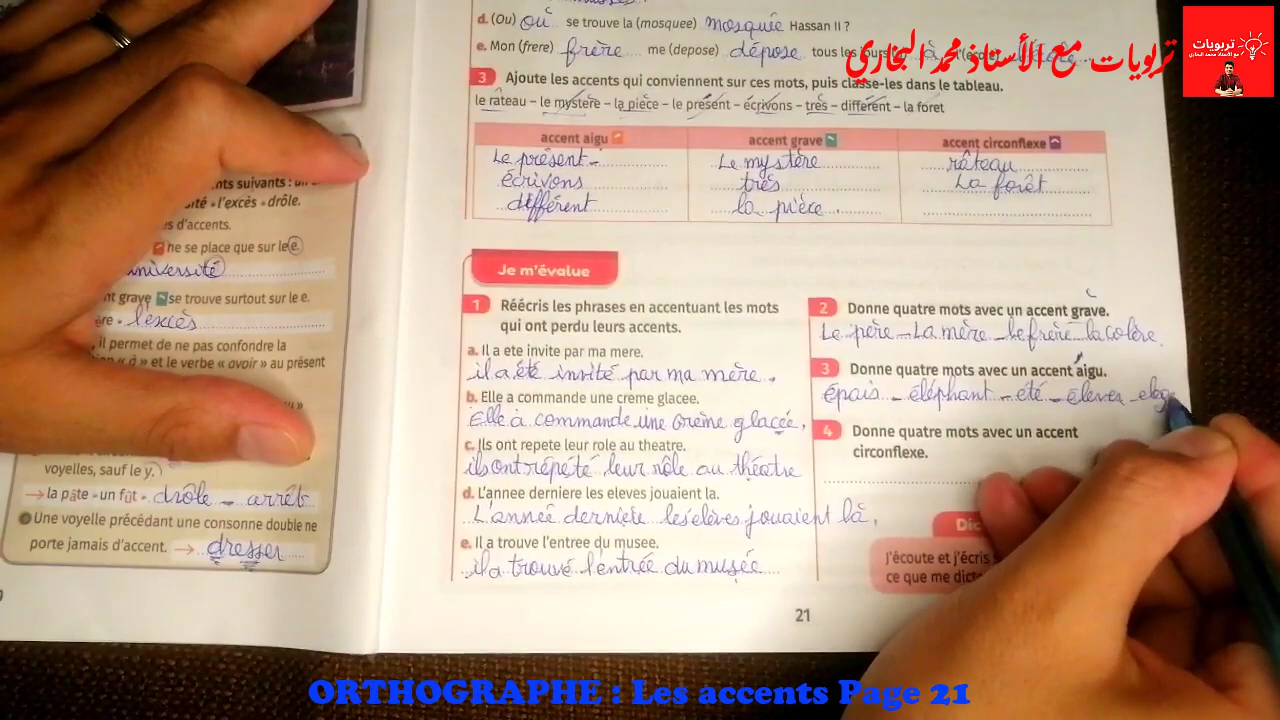 d. (Ou) où se trouve la (mosquee) mosquée Hassan II ?
e. Mon (frere) frère me (depose) dépose tous les jours
تربويات مع الأستاذ محمد البخاري
تربويات
3 Ajoute les accents qui conviennent sur ces mots, puis classe-les dans le tableau.
le râteau – le mystere – la piece – le present – écrivons – très – different – la foret
accent aigu accent grave accent circonflexe
Le présent - Le mystère râteau
écrivons très La forêt
différent la pièce
nts suivants :
ité • l'excès • drôle.
s d'accents.
ne se place que sur le e.
université
nt grave se trouve surtout sur le e.
ère • l'excès
, il permet de ne pas confondre la
« à » et le verbe « avoir » au présent
voyelles, sauf le y.
→ la pâte • un fût • drôle - arrêt
Une voyelle précédant une consonne double ne
porte jamais d'accent. → dresser
Je m'évalue
1 Réécris les phrases en accentuant les mots
qui ont perdu leurs accents.
a. Il a ete invite par ma mere.
il a été invité par ma mère.
b. Elle a commande une creme glacee.
Elle à commande une crème glacée.
c. Ils ont repete leur role au theatre.
ils ont répété leur rôle au théatre
d. L'annee derniere les eleves jouaient la.
L'année dernière les élèves jouaient là.
e. Il a trouve l'entree du musee.
il a trouvé l'entrée du musée
2 Donne quatre mots avec un accent grave.
Le père - La mère - le frère - la colère.
3 Donne quatre mots avec un accent aigu.
épais - éléphant - été - élever -
4 Donne quatre mots avec un accent
circonflexe.
J'écoute et j'écris
ce que me dict
21
ORTHOGRAPHE : Les accents Page 21